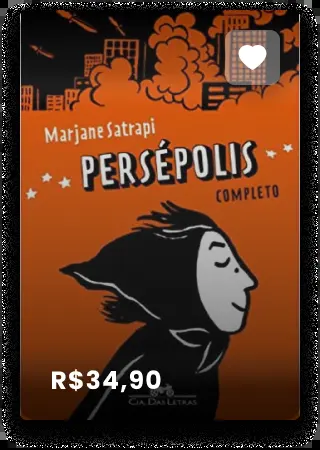 Marjane Satrapi
PERSÉPOLIS
COMPLETO
R$34,90
CIA. DAS LETRAS